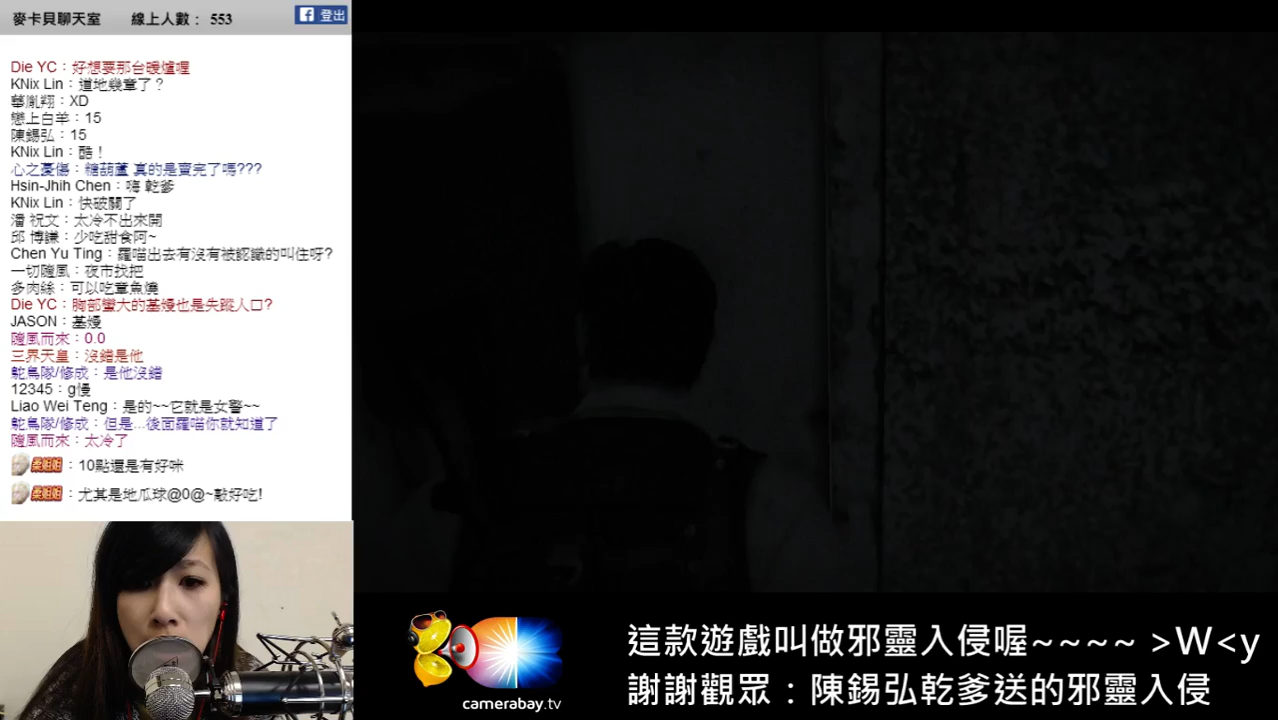 麥卡貝聊天室 線上人數： 553
登出
Die YC：好想要那台暖爐喔
KNix Lin：道地幾章了？
華胤翔：XD
戀上白羊：15
陳錫弘：15
KNix Lin：酷！
心之憂傷：糖葫蘆 真的是賣完了嗎???
Hsin-Jhih Chen：嗨 乾爹
KNix Lin：快破關了
潘 祝文：太冷不出來開
邱 博謙：少吃甜食阿~
Chen Yu Ting：羅喵出去有沒有被認識的叫住呀?
一切隨風：夜市找把
多肉絲：可以吃章魚燒
Die YC：胸部蠻大的基嫚也是失蹤人口?
JASON：基嫚
隨風而來：0.0
三界天皇：沒錯是他
鴕鳥隊/修成：是他沒錯
12345：g慢
Liao Wei Teng：是的~~它就是女警~~
鴕鳥隊/修成：但是...後面羅喵你就知道了
隨風而來：太冷了
：10點還是有好咪
：尤其是地瓜球@0@~敲好吃!
camerabay.tv
這款遊戲叫做邪靈入侵喔~~~~ >W<y
謝謝觀眾：陳錫弘乾爹送的邪靈入侵